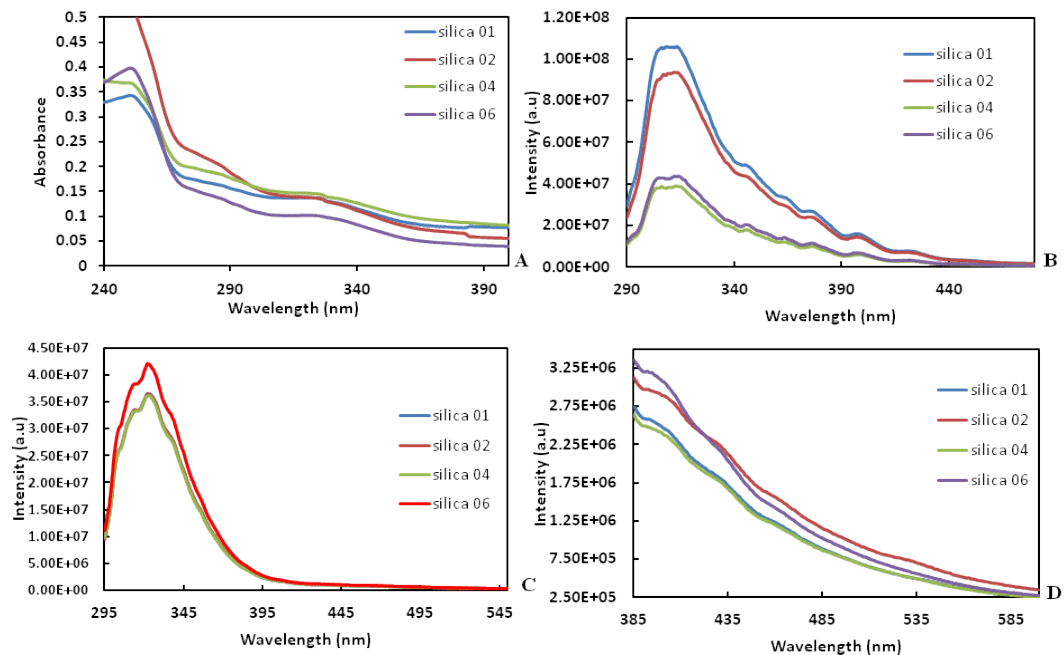 0.5
0.45
0.4
0.35
0.3
0.25
0.2
0.15
0.1
0.05
0
Absorbance
240
290
340
390
Wavelength (nm)
silica 01
silica 02
silica 04
silica 06
A
1.20E+08
1.00E+08
8.00E+07
6.00E+07
4.00E+07
2.00E+07
0.00E+00
Intensity (a.u)
290
340
390
440
Wavelength (nm)
silica 01
silica 02
silica 04
silica 06
B
4.50E+07
4.00E+07
3.50E+07
3.00E+07
2.50E+07
2.00E+07
1.50E+07
1.00E+07
5.00E+06
0.00E+00
Intensity (a.u)
295
345
395
445
495
545
Wavelength (nm)
silica 01
silica 02
silica 04
silica 06
C
3.25E+06
2.75E+06
2.25E+06
1.75E+06
1.25E+06
7.50E+05
2.50E+05
Intensity (a.u)
385
435
485
535
585
Wavelength (nm)
silica 01
silica 02
silica 04
silica 06
D